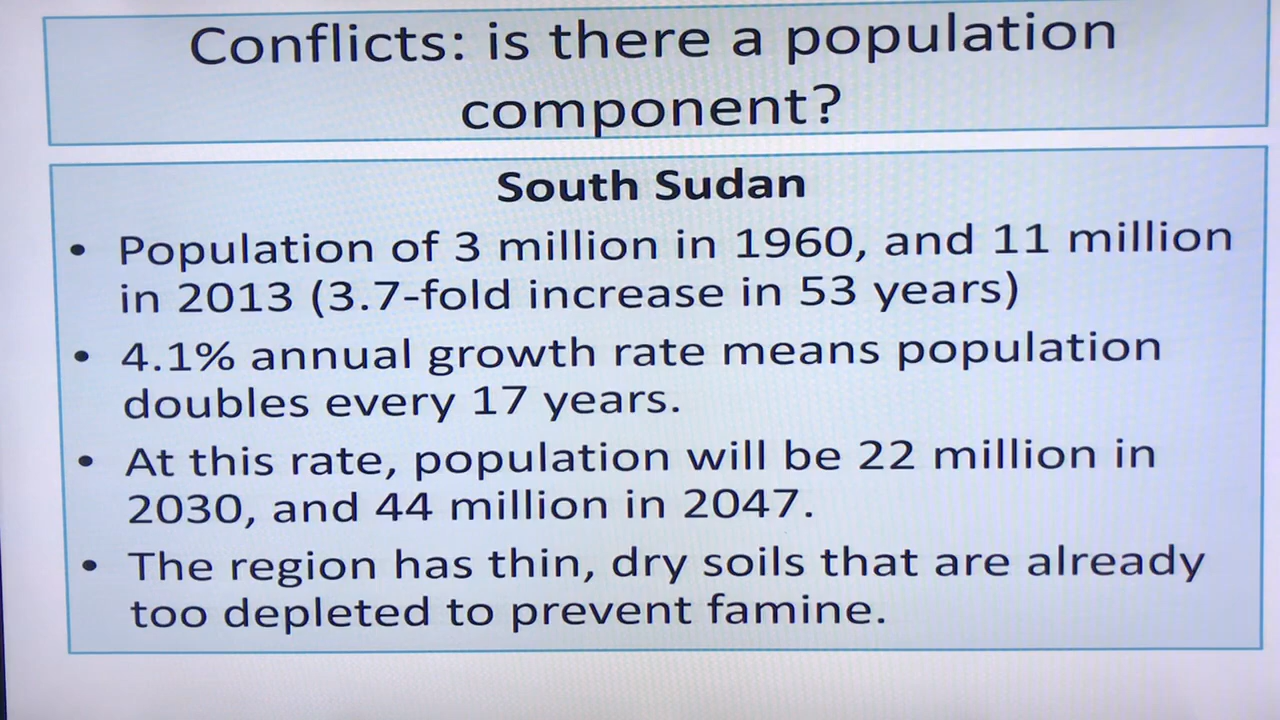 Conflicts: is there a population
component?
South Sudan
• Population of 3 million in 1960, and 11 million
in 2013 (3.7-fold increase in 53 years)
• 4.1% annual growth rate means population
doubles every 17 years.
• At this rate, population will be 22 million in
2030, and 44 million in 2047.
• The region has thin, dry soils that are already
too depleted to prevent famine.